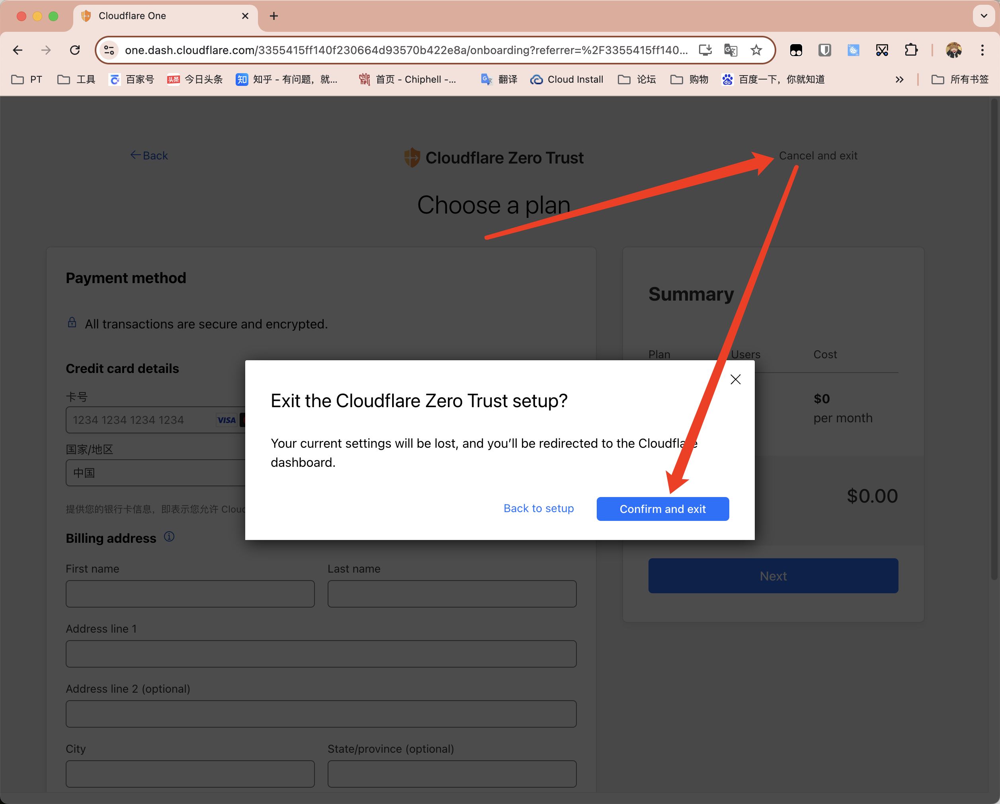 Cloudflare One
one.dash.cloudflare.com/3355415ff140f230664d93570b422e8a/onboarding?referrer=%2F3355415ff140...
PT 工具 百家号 头条 今日头条 知 知乎 - 有问题，就... 首页 - Chiphell -... 翻译 Cloud Install 论坛 购物 du 百度一下，你就知道 所有书签
Back
Cloudflare Zero Trust
Cancel and exit
Choose a plan
Payment method
All transactions are secure and encrypted.
Credit card details
卡号
1234 1234 1234 1234 VISA
国家/地区
中国
提供您的银行卡信息，即表示您允许 Clou
Billing address
First name Last name
Address line 1
Address line 2 (optional)
City State/province (optional)
Summary
Plan Users Cost
$0
per month
$0.00
Next
Exit the Cloudflare Zero Trust setup?
Your current settings will be lost, and you’ll be redirected to the Cloudflare
dashboard.
Back to setup Confirm and exit